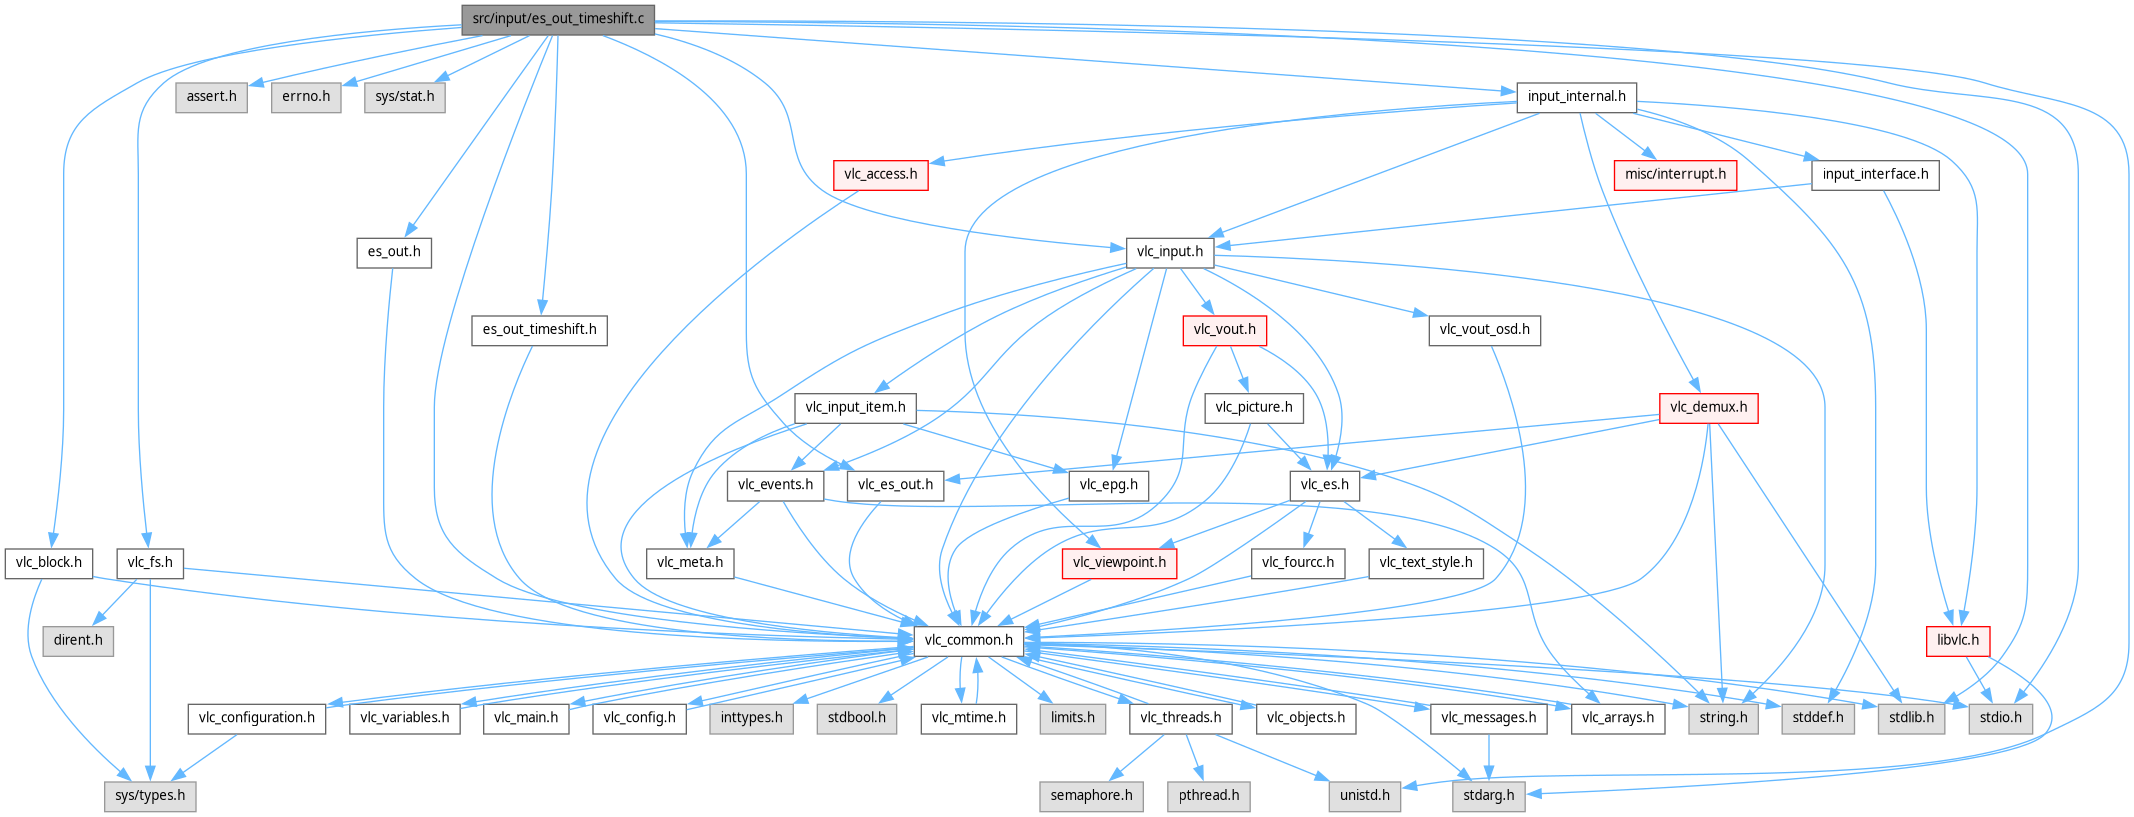 src/input/es_out_timeshift.c
assert.h
errno.h
sys/stat.h
input_internal.h
vlc_access.h
misc/interrupt.h
input_interface.h
es_out.h
vlc_input.h
es_out_timeshift.h
vlc_vout.h
vlc_vout_osd.h
vlc_input_item.h
vlc_picture.h
vlc_demux.h
vlc_events.h
vlc_es_out.h
vlc_epg.h
vlc_es.h
vlc_block.h
vlc_fs.h
vlc_meta.h
vlc_viewpoint.h
vlc_fourcc.h
vlc_text_style.h
dirent.h
vlc_common.h
libvlc.h
vlc_configuration.h
vlc_variables.h
vlc_main.h
vlc_config.h
inttypes.h
stdbool.h
vlc_mtime.h
limits.h
vlc_threads.h
vlc_objects.h
vlc_messages.h
vlc_arrays.h
string.h
stddef.h
stdlib.h
stdio.h
sys/types.h
semaphore.h
pthread.h
unistd.h
stdarg.h